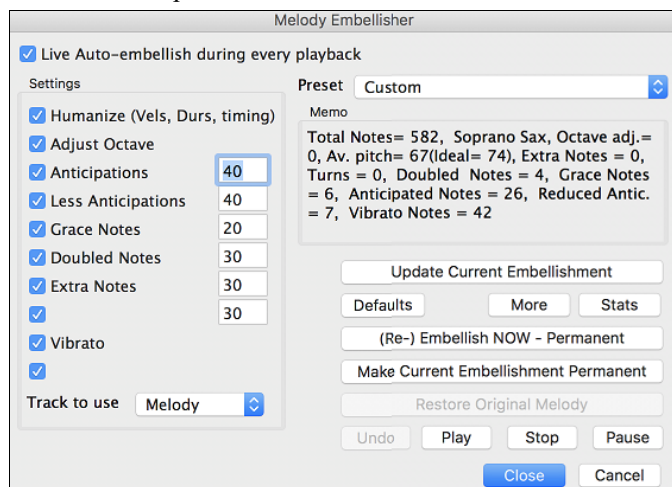 Melody Embellisher
Live Auto-embellish during every playback
Settings
Humanize (Vels, Durs, timing)
Adjust Octave
Anticipations 40
Less Anticipations 40
Grace Notes 20
Doubled Notes 30
Extra Notes 30
30
Vibrato
Track to use Melody
Preset Custom
Memo
Total Notes= 582, Soprano Sax, Octave adj.=
0, Av. pitch= 67(Ideal= 74), Extra Notes = 0,
Turns = 0, Doubled Notes = 4, Grace Notes
= 6, Anticipated Notes = 26, Reduced Antic.
= 7, Vibrato Notes = 42
Update Current Embellishment
Defaults More Stats
(Re-) Embellish NOW - Permanent
Make Current Embellishment Permanent
Restore Original Melody
Undo Play Stop Pause
Close Cancel